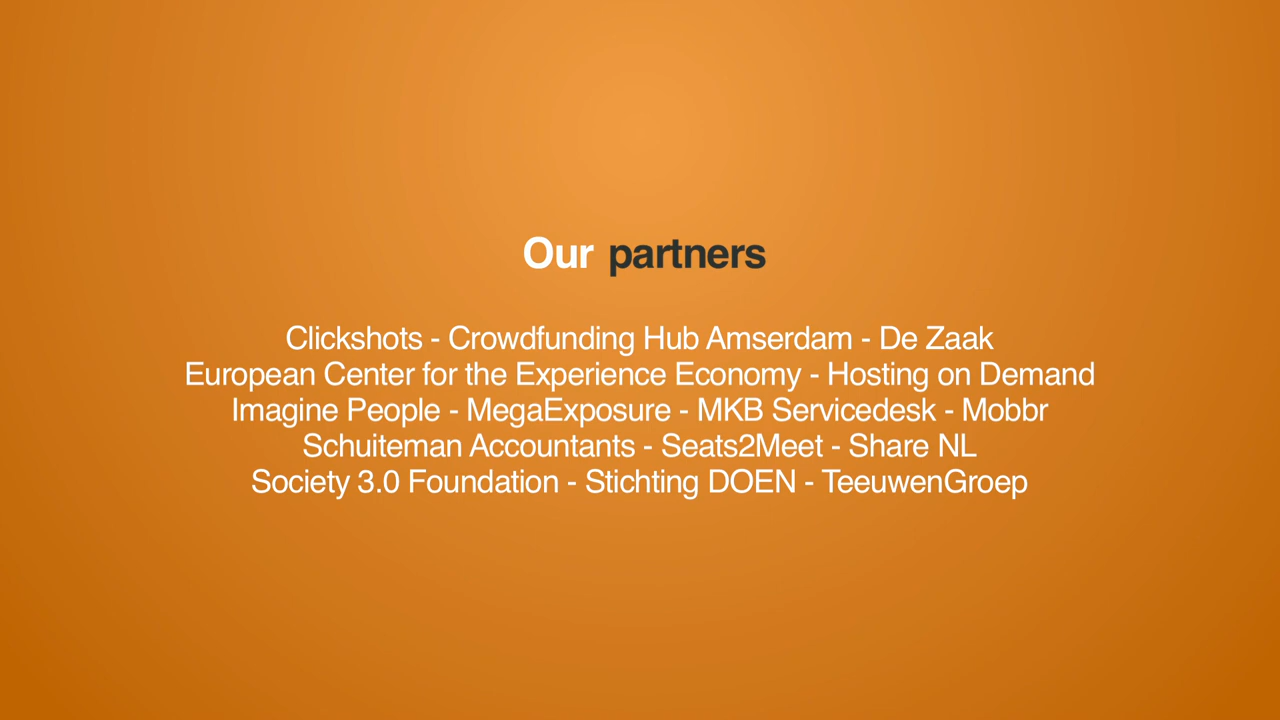 Our partners
Clickshots - Crowdfunding Hub Amserdam - De Zaak
European Center for the Experience Economy - Hosting on Demand
Imagine People - MegaExposure - MKB Servicedesk - Mobbr
Schuiteman Accountants - Seats2Meet - Share NL
Society 3.0 Foundation - Stichting DOEN - TeeuwenGroep